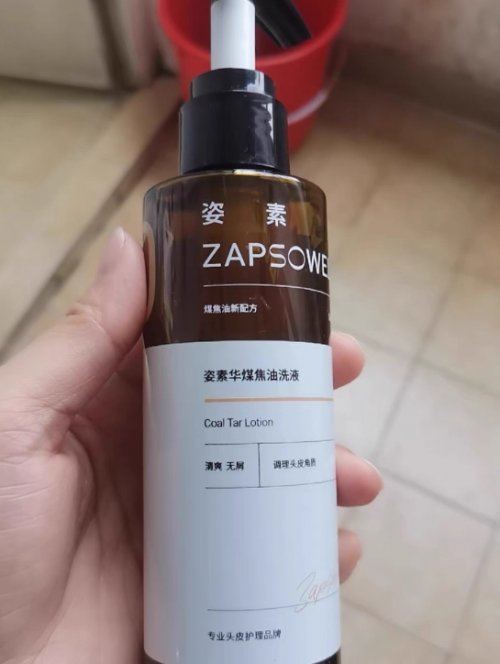 姿素
ZAPSOWE
煤焦油新配方
姿素华煤焦油洗液
Coal Tar Lotion
清爽 无屑
调理头皮角质
专业头皮护理品牌